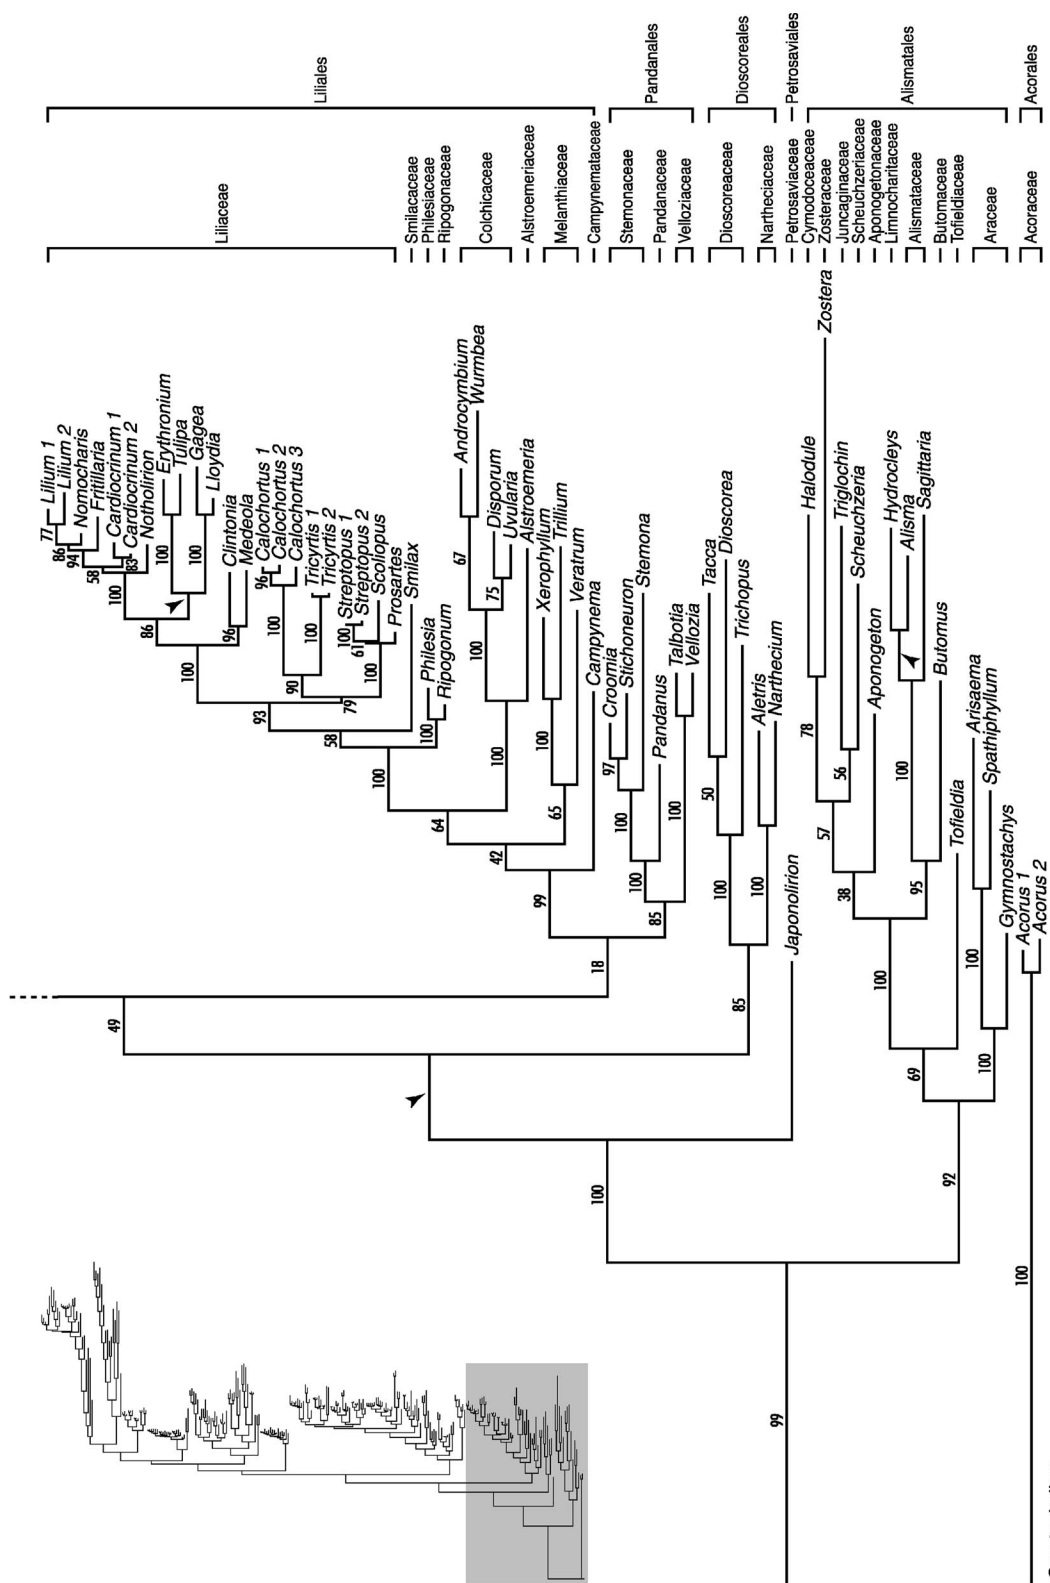 Liliales
Pandanales
Dioscoreales
Petrosaviales
Alismatales
Acorales
Liliaceae
Smilacaceae
Philesiaceae
Ripogonaceae
Colchicaceae
Alstroemeriaceae
Melanthiaceae
Campynemataceae
Stemonaceae
Pandanaceae
Velloziaceae
Dioscoreaceae
Nartheciaceae
Petrosaviaceae
Cymodoceaceae
Zosteraceae
Juncaginaceae
Scheuchzeriaceae
Aponogetonaceae
Limnocharitaceae
Alismataceae
Butomaceae
Tofieldiaceae
Araceae
Acoraceae
Lilium 1
Lilium 2
Nomocharis
Fritillaria
Cardiocrinum 1
Cardiocrinum 2
Notholirion
Erythronium
Tulipa
Gagea
Lloydia
Clintonia
Medeola
Calochortus 1
Calochortus 2
Calochortus 3
Tricyrtis 1
Tricyrtis 2
Streptopus 1
Streptopus 2
Scoliopus
Prosartes
Smilax
Philesia
Ripogonum
Androcymbium
Wurmbea
Disporum
Uvularia
Alstroemeria
Xerophyllum
Trillium
Veratrum
Campynema
Croomia
Stichoneuron
Stemona
Pandanus
Talbotia
Vellozia
Tacca
Dioscorea
Trichopus
Aletris
Narthecium
Japonolirion
Halodule
Zostera
Triglochin
Scheuchzeria
Aponogeton
Hydrocleys
Alisma
Sagittaria
Butomus
Tofieldia
Arisaema
Spathiphyllum
Gymnostachys
Acorus 1
Acorus 2
77
86
94
58
83
100
100
100
86
96
100
96
100
100
90
100
61
100
79
93
58
100
100
67
75
100
100
64
100
65
42
99
97
100
100
100
85
18
50
100
100
85
49
78
56
57
38
100
95
100
100
69
100
92
100
99
100